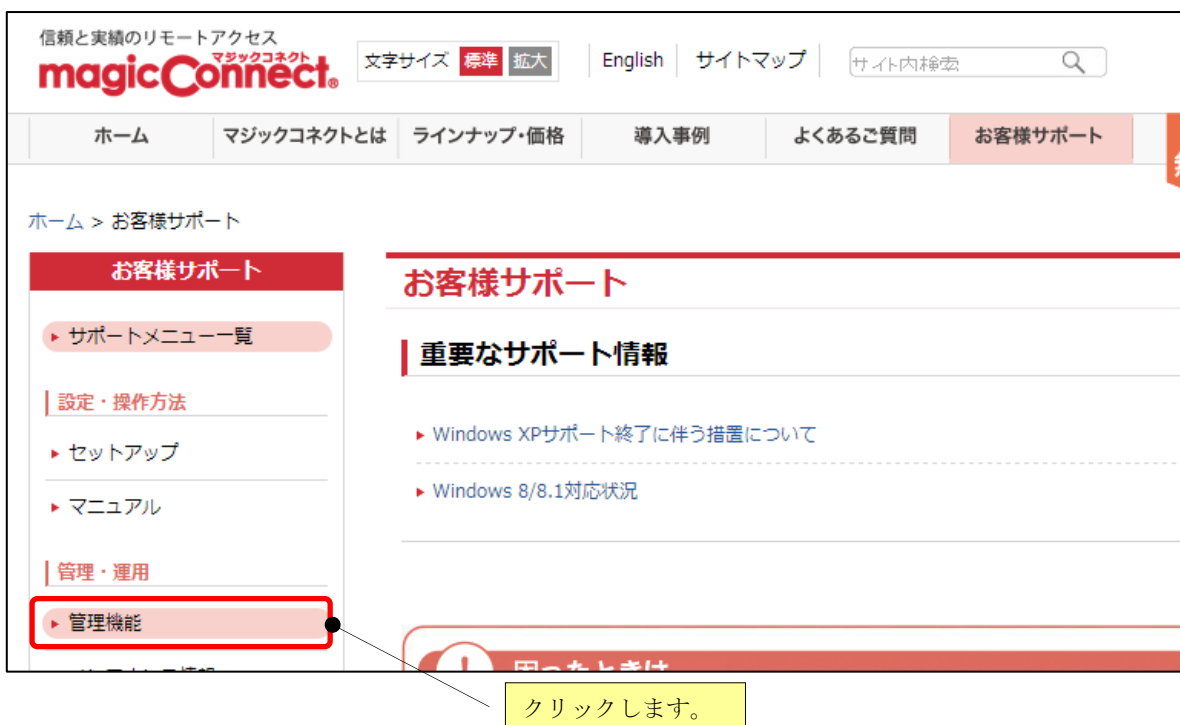 信頼と実績のリモートアクセス
マジックコネクト
magicConnect®
文字サイズ 標準 拡大 English サイトマップ サイト内検索
ホーム マジックコネクトとは ラインナップ・価格 導入事例 よくあるご質問 お客様サポート
ホーム > お客様サポート
お客様サポート
サポートメニュー一覧
設定・操作方法
セットアップ
マニュアル
管理・運用
管理機能
お客様サポート
重要なサポート情報
Windows XPサポート終了に伴う措置について
Windows 8/8.1対応状況
困ったときは
クリックします。